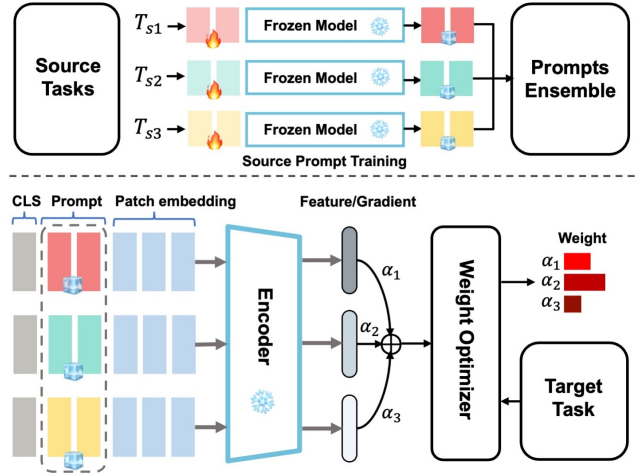 Source
Tasks
T_s1
Frozen Model
T_s2
Frozen Model
T_s3
Frozen Model
Source Prompt Training
Prompts
Ensemble
CLS
Prompt
Patch embedding
Feature/Gradient
Encoder
α_1
α_2
α_3
Weight Optimizer
Weight
α_1
α_2
α_3
Target
Task